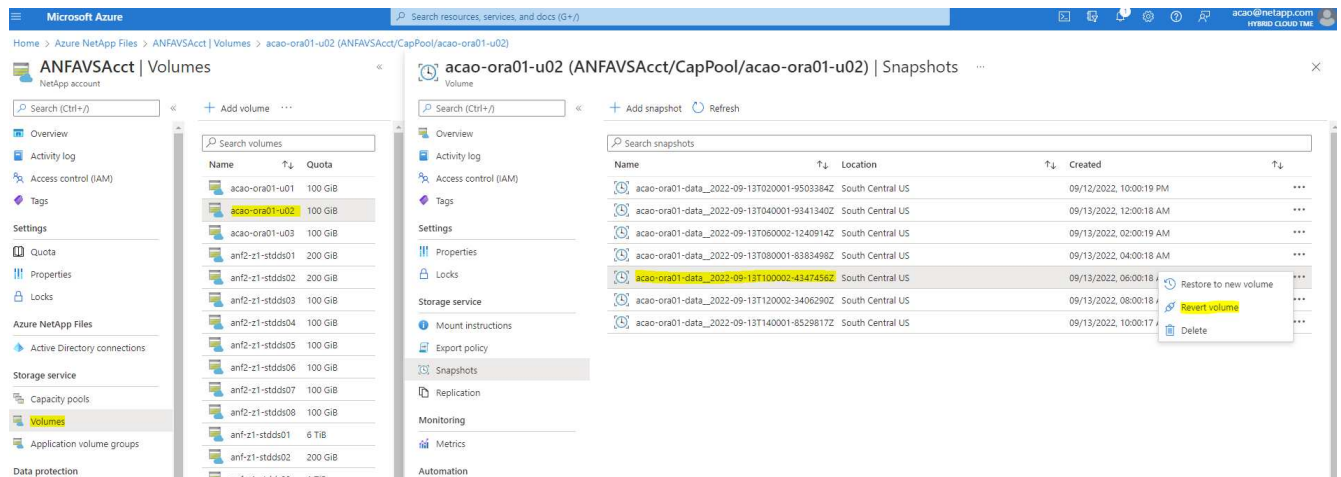 Microsoft Azure
Search resources, services, and docs (G+/)
1
acao@netapp.com
HYBRID CLOUD TME
Home > Azure NetApp Files > ANFAVSAcct | Volumes > acao-ora01-u02 (ANFAVSAcct/CapPool/acao-ora01-u02)
ANFAVSAcct | Volumes
NetApp account
Search (Ctrl+/)
Overview
Activity log
Access control (IAM)
Tags
Settings
Quota
Properties
Locks
Azure NetApp Files
Active Directory connections
Storage service
Capacity pools
Volumes
Application volume groups
Data protection
+ Add volume ...
Search volumes
Name ↑↓ Quota
acao-ora01-u01 100 GiB
acao-ora01-u02 100 GiB
acao-ora01-u03 100 GiB
anf2-z1-stdds01 200 GiB
anf2-z1-stdds02 200 GiB
anf2-z1-stdds03 100 GiB
anf2-z1-stdds04 100 GiB
anf2-z1-stdds05 100 GiB
anf2-z1-stdds06 100 GiB
anf2-z1-stdds07 100 GiB
anf2-z1-stdds08 100 GiB
anf-z1-stdds01 6 TiB
anf-z1-stdds02 200 GiB
acao-ora01-u02 (ANFAVSAcct/CapPool/acao-ora01-u02) | Snapshots ...
Volume
Search (Ctrl+/)
Overview
Activity log
Access control (IAM)
Tags
Settings
Properties
Locks
Storage service
Mount instructions
Export policy
Snapshots
Replication
Monitoring
Metrics
Automation
+ Add snapshot Refresh
Search snapshots
Name ↑↓ Location ↑↓ Created ↑↓
acao-ora01-data__2022-09-13T020001-9503384Z South Central US 09/12/2022, 10:00:19 PM ...
acao-ora01-data__2022-09-13T040001-9341340Z South Central US 09/13/2022, 12:00:18 AM ...
acao-ora01-data__2022-09-13T060002-1240914Z South Central US 09/13/2022, 02:00:19 AM ...
acao-ora01-data__2022-09-13T080001-8383498Z South Central US 09/13/2022, 04:00:18 AM ...
acao-ora01-data__2022-09-13T100002-4347456Z South Central US 09/13/2022, 06:00:18 ...
acao-ora01-data__2022-09-13T120002-3406290Z South Central US 09/13/2022, 08:00:18 ...
acao-ora01-data__2022-09-13T140001-8529817Z South Central US 09/13/2022, 10:00:17
Restore to new volume
Revert volume
Delete